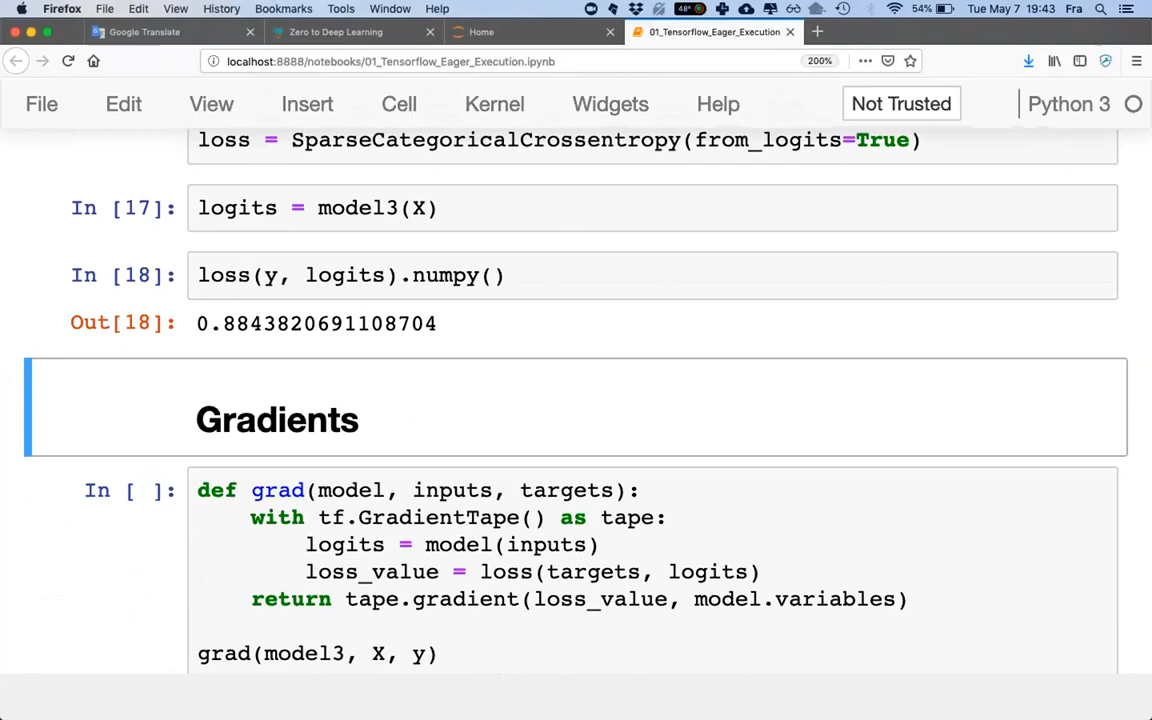 Firefox File Edit View History Bookmarks Tools Window Help 48° 54% Tue May 7 19:43 Fra
Google Translate Zero to Deep Learning Home 01_Tensorflow_Eager_Execution.ip
localhost:8888/notebooks/01_Tensorflow_Eager_Execution.ipynb 200%
File Edit View Insert Cell Kernel Widgets Help Not Trusted Python 3
loss = SparseCategoricalCrossentropy(from_logits=True)
In [17]: logits = model3(X)
In [18]: loss(y, logits).numpy()
Out[18]: 0.8843820691108704
Gradients
In [ ]: def grad(model, inputs, targets):
with tf.GradientTape() as tape:
logits = model(inputs)
loss_value = loss(targets, logits)
return tape.gradient(loss_value, model.variables)
grad(model3, X, y)